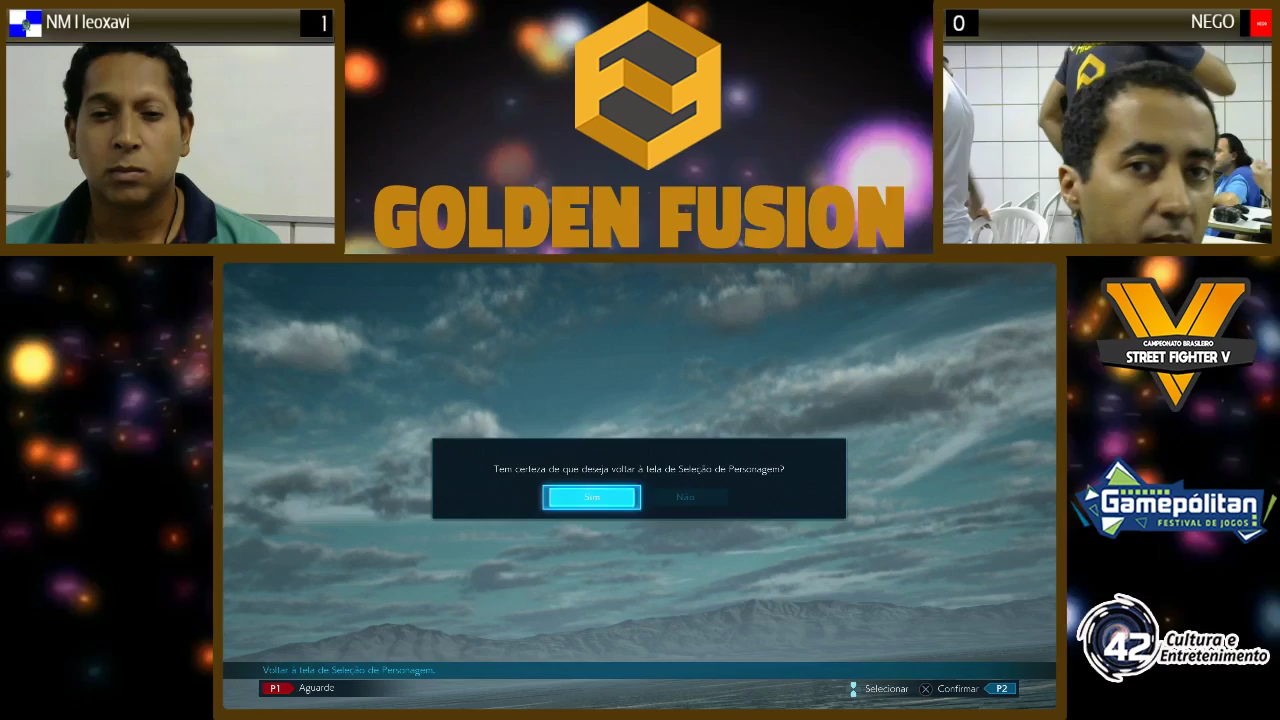 NM | leoxavi
1
0
NEGO
GOLDEN FUSION
CAMPEONATO BRASILEIRO
STREET FIGHTER V
Tem certeza de que deseja voltar à tela de Seleção de Personagem?
Sim
Não
Gamepólitan
FESTIVAL DE JOGOS
42 Cultura e
Entretenimento
Voltar à tela de Seleção de Personagem.
P1 Aguarde
Selecionar
Confirmar
P2